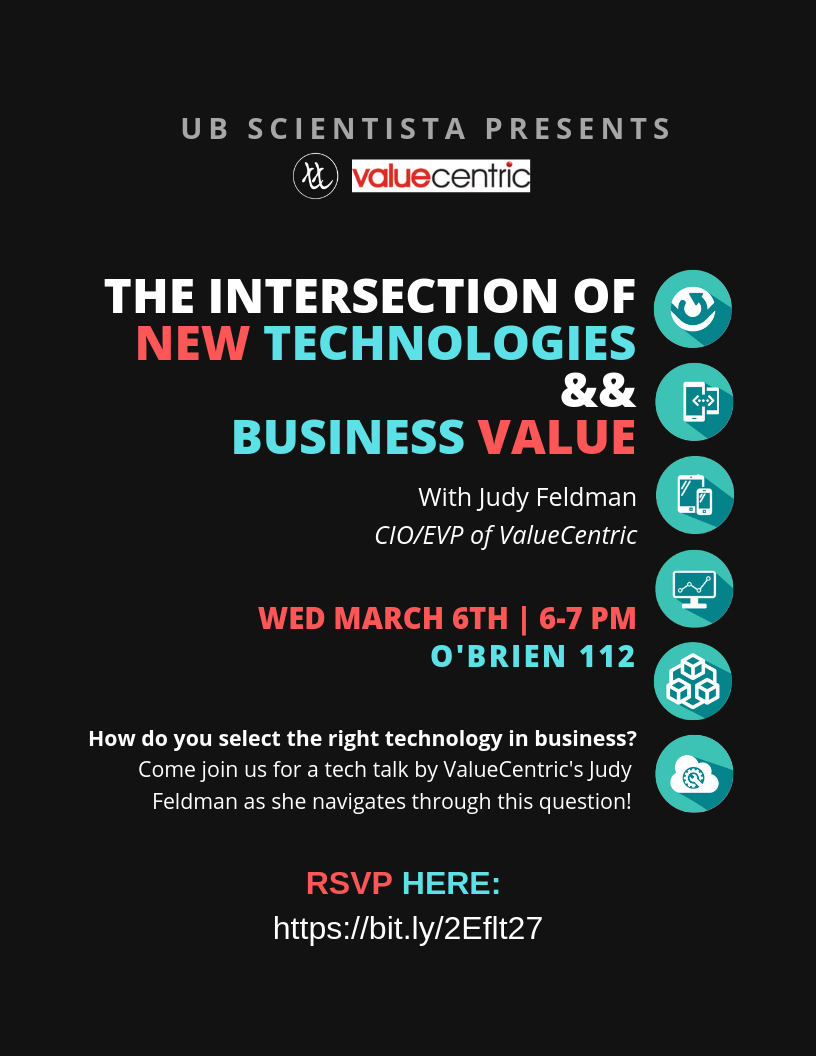 UB SCIENTISTA PRESENTS
valuecentric
THE INTERSECTION OF
NEW TECHNOLOGIES
&&
BUSINESS VALUE
With Judy Feldman
CIO/EVP of ValueCentric
WED MARCH 6TH | 6-7 PM
O'BRIEN 112
How do you select the right technology in business?
Come join us for a tech talk by ValueCentric's Judy
Feldman as she navigates through this question!
RSVP HERE:
https://bit.ly/2Eflt27